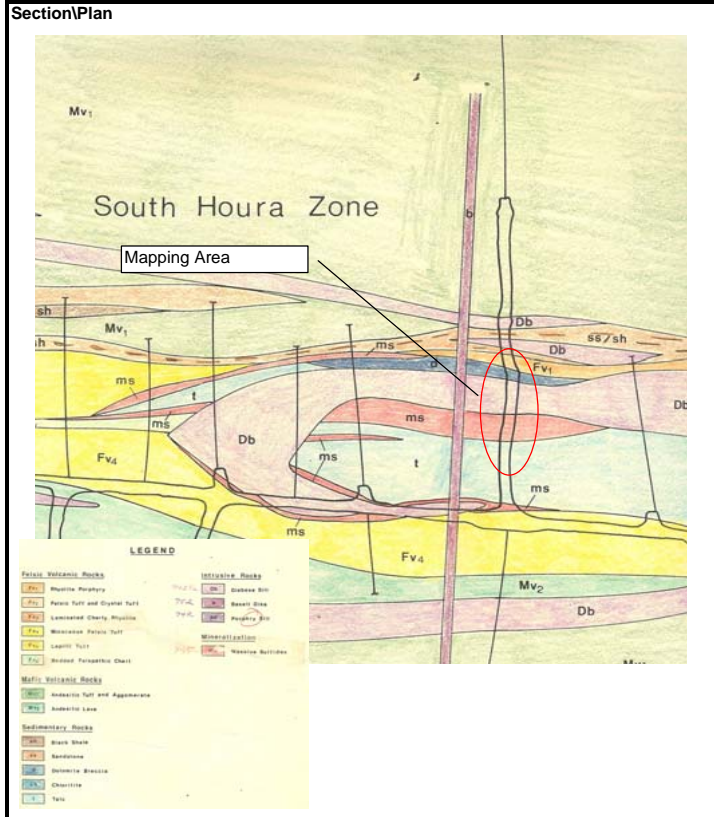 Section\Plan
Mv1
South Houra Zone
b
Mapping Area
Db
sh
Mv1
ss/sh
Db
sh
ms
d
Fv1
ms
t
Db
ms
ms
Db
ms
t
Fv4
ms
ms
Fv4
Mv2
Db
LEGEND
Felsic Volcanic Rocks
Rhyolite Porphyry
Felsic Tuff and Crystal Tuff
Laminated Cherty Rhyolite
Felsic Tuff
Lapilli Tuff
Chert
Mafic Volcanic Rocks
Andesitic Tuff and Agglomerate
Andesitic Lava
Sedimentary Rocks
Black Shale
Sandstone
Dolomite Breccia
Chloritite
Talc
Intrusive Rocks
Db Diabase Sill
Basalt Dike
Porphyry Sill
Mineralization
Massive Sulfides